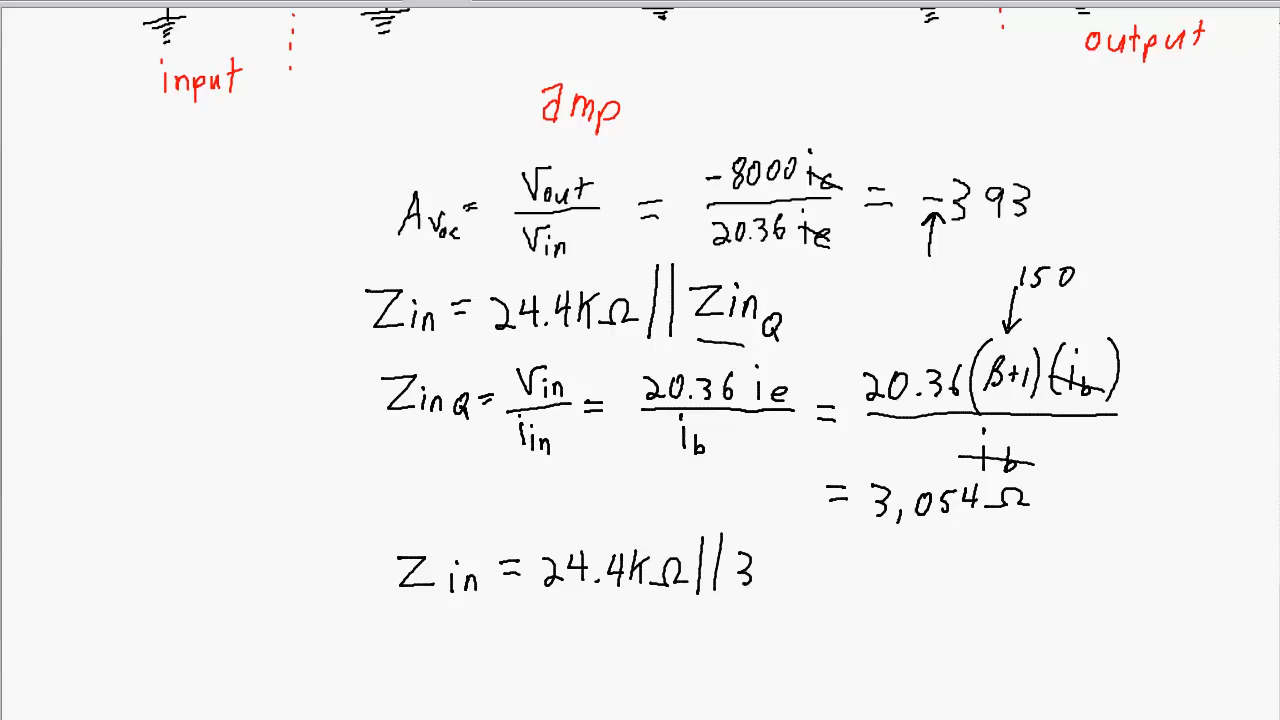 input
output
amp
Avoc = Vout / Vin = -8000 ie / 20.36 ie = -393
150
Zin = 24.4KΩ // ZinQ
ZinQ = Vin / iin = 20.36 ie / ib = 20.36 (β+1) (ib) / ib
= 3,054 Ω
Zin = 24.4KΩ // 3